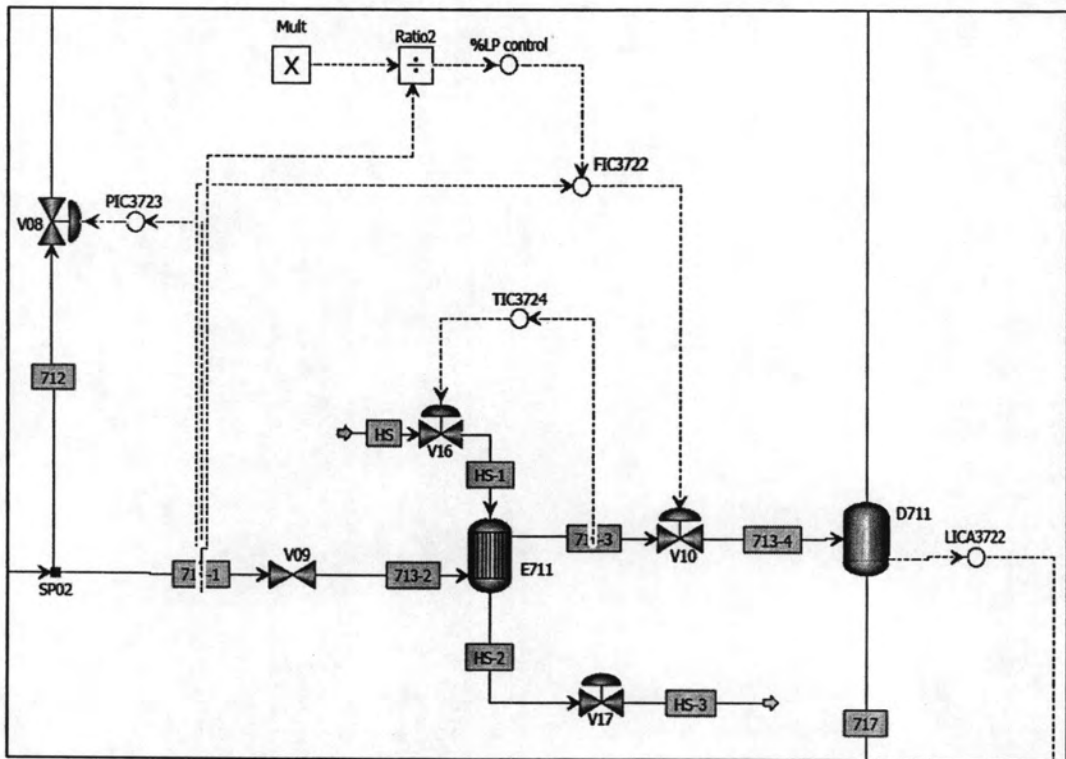 Mult
X
Ratio2
÷
%LP control
FIC3722
PIC3723
V08
TIC3724
712
HS
V16
HS-1
D711
LICA3722
V09
V10
713-4
713-2
E711
SP02
HS-2
V17
HS-3
717